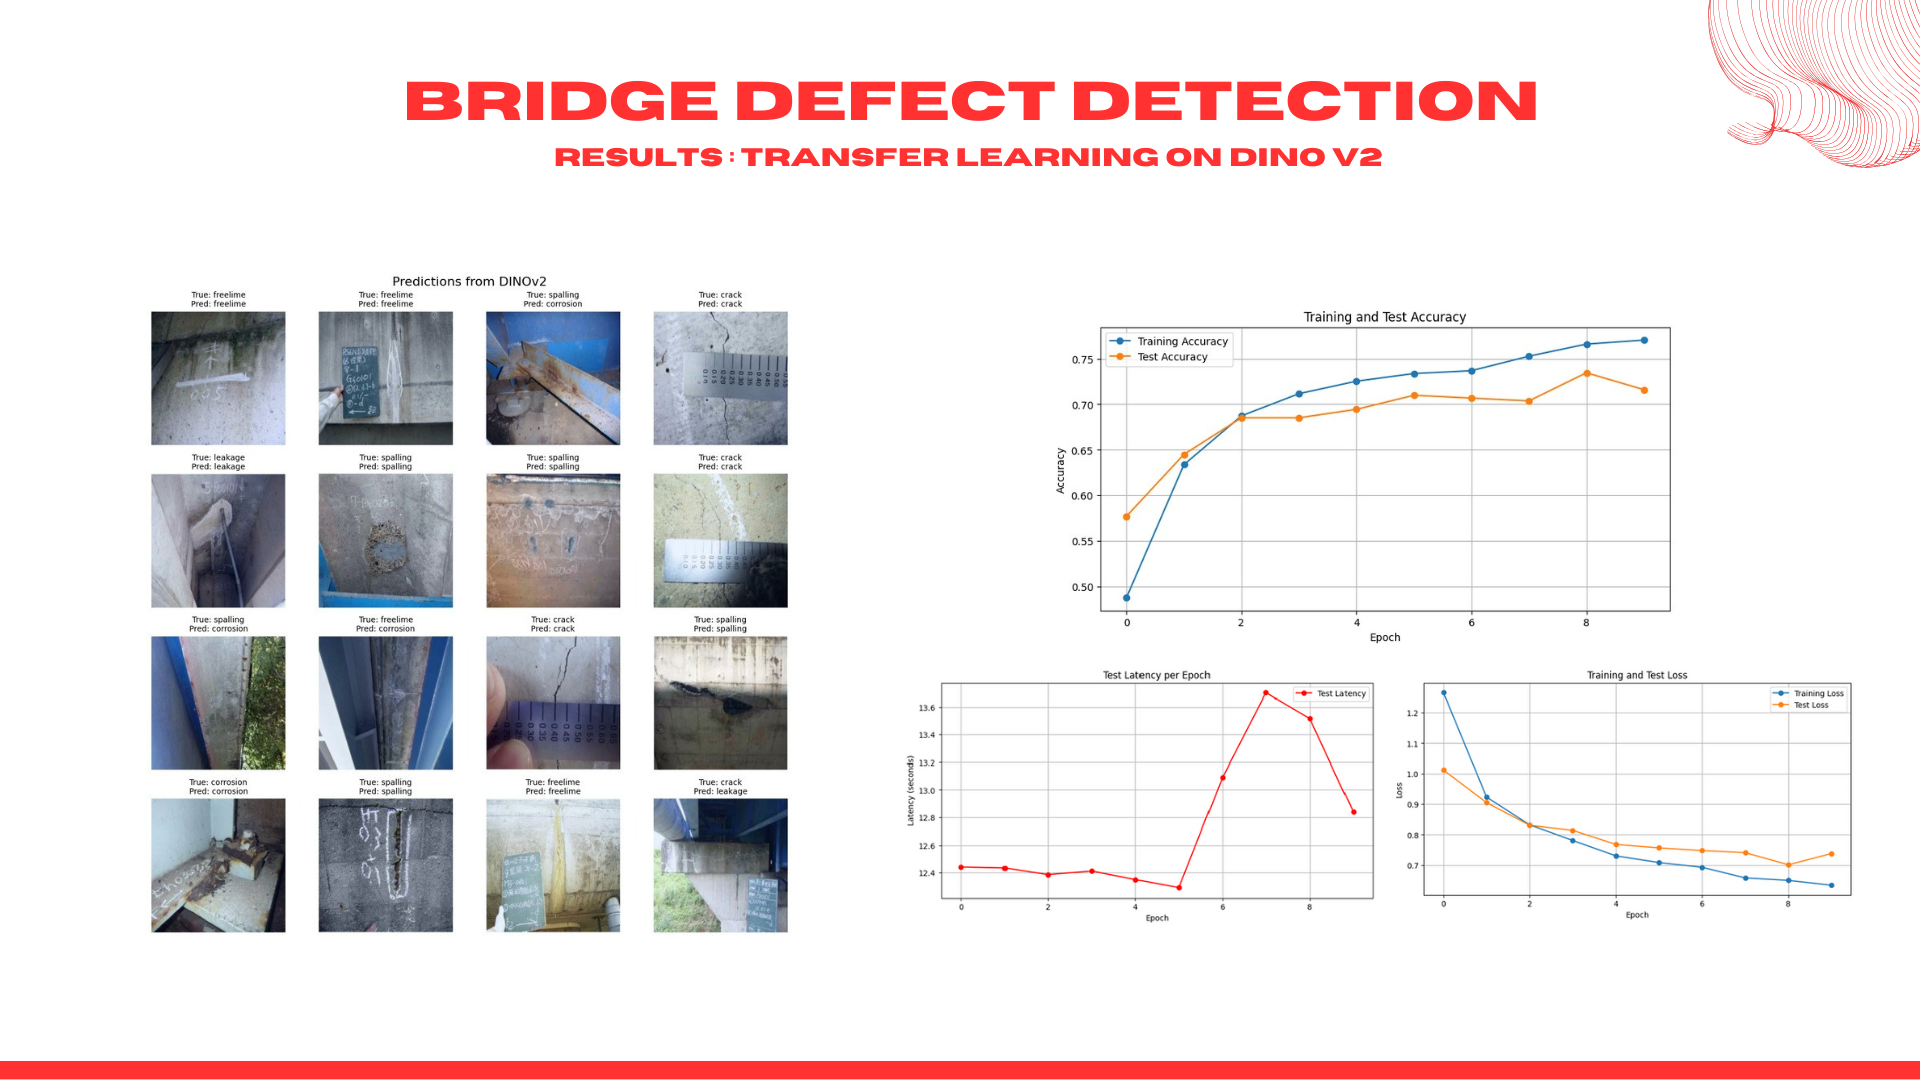 BRIDGE DEFECT DETECTION
RESULTS : TRANSFER LEARNING ON DINO V2
Predictions from DINOv2
True: freelime
Pred: freelime
True: freelime
Pred: freelime
True: spalling
Pred: corrosion
True: crack
Pred: crack
True: leakage
Pred: leakage
True: spalling
Pred: spalling
True: spalling
Pred: spalling
True: crack
Pred: crack
True: spalling
Pred: corrosion
True: freelime
Pred: corrosion
True: crack
Pred: crack
True: spalling
Pred: spalling
True: corrosion
Pred: corrosion
True: spalling
Pred: spalling
True: freelime
Pred: freelime
True: crack
Pred: leakage
Training and Test Accuracy
Training Accuracy
Test Accuracy
Accuracy
0.75
0.70
0.65
0.60
0.55
0.50
0 2 4 6 8
Epoch
Test Latency per Epoch
Test Latency
Latency (seconds)
13.6
13.4
13.2
13.0
12.8
12.6
12.4
0 2 4 6 8
Epoch
Training and Test Loss
Training Loss
Test Loss
Loss
1.2
1.1
1.0
0.9
0.8
0.7
0 2 4 6 8
Epoch